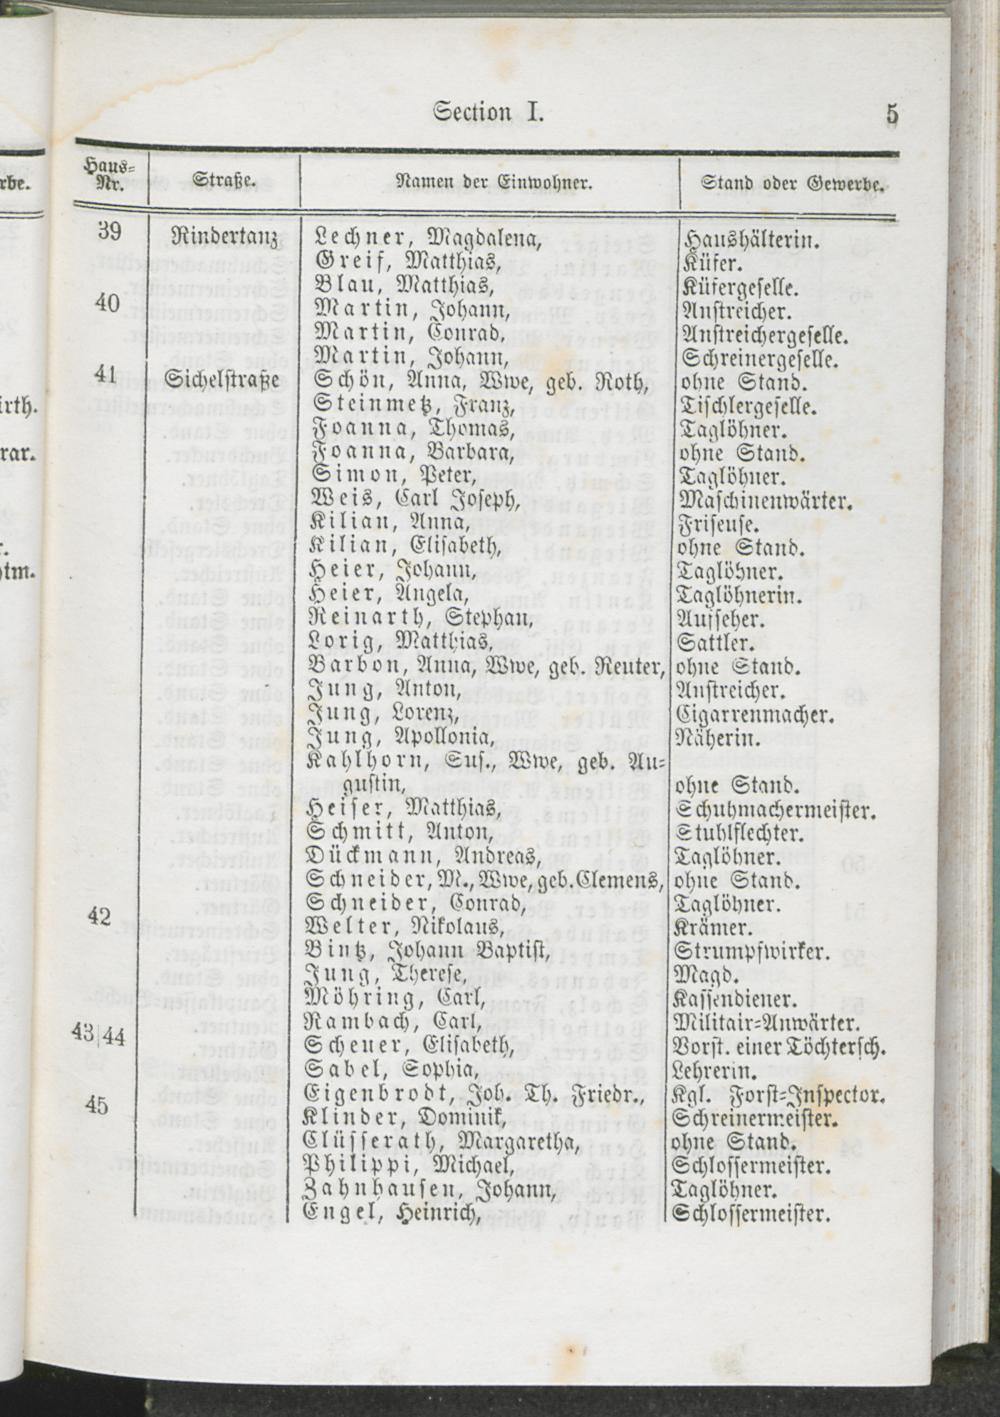 Section I. 5
Haus-Nr. Straße. Namen der Einwohner. Stand oder Gewerbe.
39 Rindertanz Lechner, Magdalena, Haushälterin.
Greif, Matthias, Küfer.
Blau, Matthias, Küfergeselle.
40 Martin, Johann, Anstreicher.
Martin, Conrad, Anstreichergeselle.
Martin, Johann, Schreinergeselle.
41 Sichelstraße Schön, Anna, Wwe, geb. Roth, ohne Stand.
Steinmetz, Franz, Tischlergeselle.
Joanna, Thomas, Taglöhner.
Joanna, Barbara, ohne Stand.
Simon, Peter, Taglöhner.
Weis, Carl Joseph, Maschinenwärter.
Kilian, Anna, Friseuse.
Kilian, Elisabeth, ohne Stand.
Heier, Johann, Taglöhner.
Heier, Angela, Taglöhnerin.
Reinarth, Stephan, Aufseher.
Lorig, Matthias, Sattler.
Barbon, Anna, Wwe, geb. Reuter, ohne Stand.
Jung, Anton, Anstreicher.
Jung, Lorenz, Cigarrenmacher.
Jung, Apollonia, Näherin.
Kahlhorn, Sus., Wwe, geb. Au-
gustin, ohne Stand.
Heiser, Matthias, Schuhmachermeister.
Schmitt, Anton, Stuhlflechter.
Dückmann, Andreas, Taglöhner.
Schneider, M., Wwe, geb. Clemens, ohne Stand.
Schneider, Conrad, Taglöhner.
42 Welter, Nikolaus, Krämer.
Bintz, Johann Baptist, Strumpfwirker.
Jung, Therese, Magd.
Möhring, Carl, Kassendiener.
43|44 Rambach, Carl, Militair-Anwärter.
Scheuer, Elisabeth, Vorst. einer Töchtersch.
Sabel, Sophia, Lehrerin.
45 Eigenbrodt, Joh. Th. Friedr., Kgl. Forst-Inspector.
Klinder, Dominik, Schreinermeister.
Clüsserath, Margaretha, ohne Stand.
Philippi, Michael, Schlossermeister.
Zahnhausen, Johann, Taglöhner.
Engel, Heinrich, Schlossermeister.
rbe.
irth.
rar.
r.
htm.